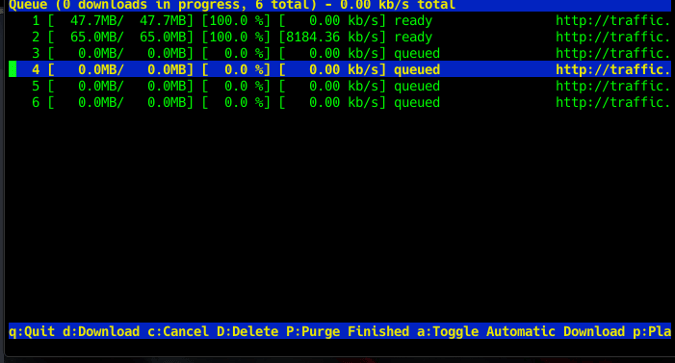 Queue (0 downloads in progress, 6 total) - 0.00 kb/s total
1 [  47.7MB/  47.7MB] [100.0 %] [   0.00 kb/s] ready http://traffic.
2 [  65.0MB/  65.0MB] [100.0 %] [8184.36 kb/s] ready http://traffic.
3 [   0.0MB/   0.0MB] [  0.0 %] [   0.00 kb/s] queued http://traffic.
4 [   0.0MB/   0.0MB] [  0.0 %] [   0.00 kb/s] queued http://traffic.
5 [   0.0MB/   0.0MB] [  0.0 %] [   0.00 kb/s] queued http://traffic.
6 [   0.0MB/   0.0MB] [  0.0 %] [   0.00 kb/s] queued http://traffic.
q:Quit d:Download c:Cancel D:Delete P:Purge Finished a:Toggle Automatic Download p:Pla